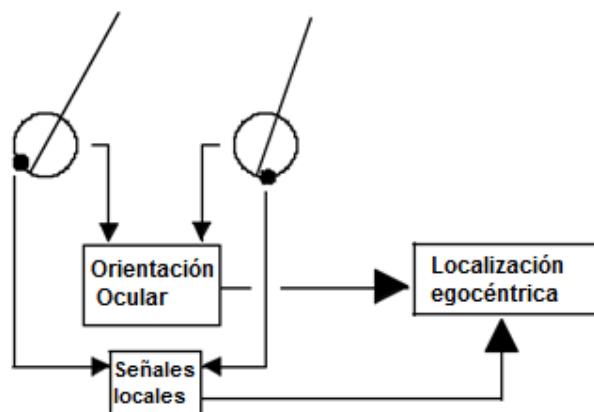 Orientación
Ocular
Localización
egocéntrica
Señales
locales